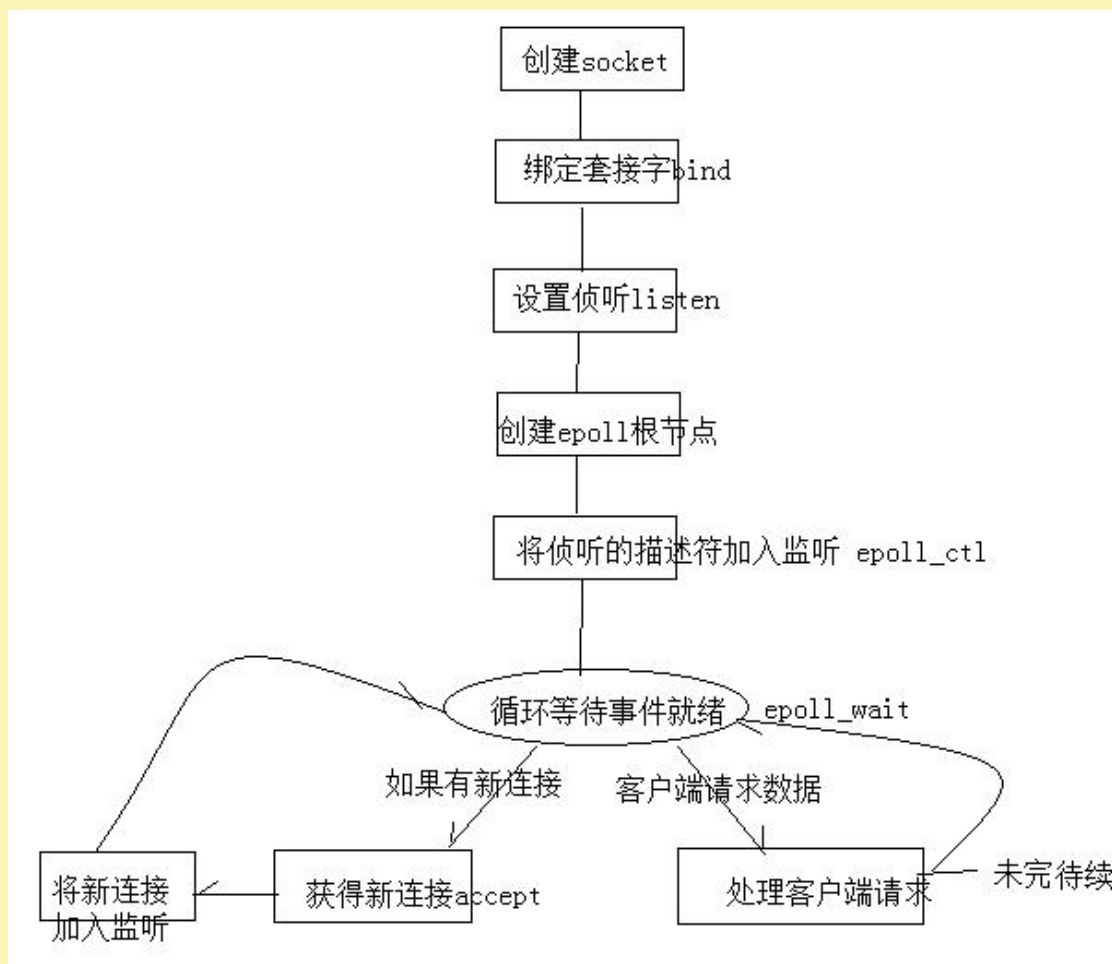 创建socket
绑定套接字bind
设置侦听listen
创建epoll根节点
将侦听的描述符加入监听 epoll_ctl
循环等待事件就绪 epoll_wait
如果有新连接
客户端请求数据
将新连接
加入监听
获得新连接accept
处理客户端请求
未完待续